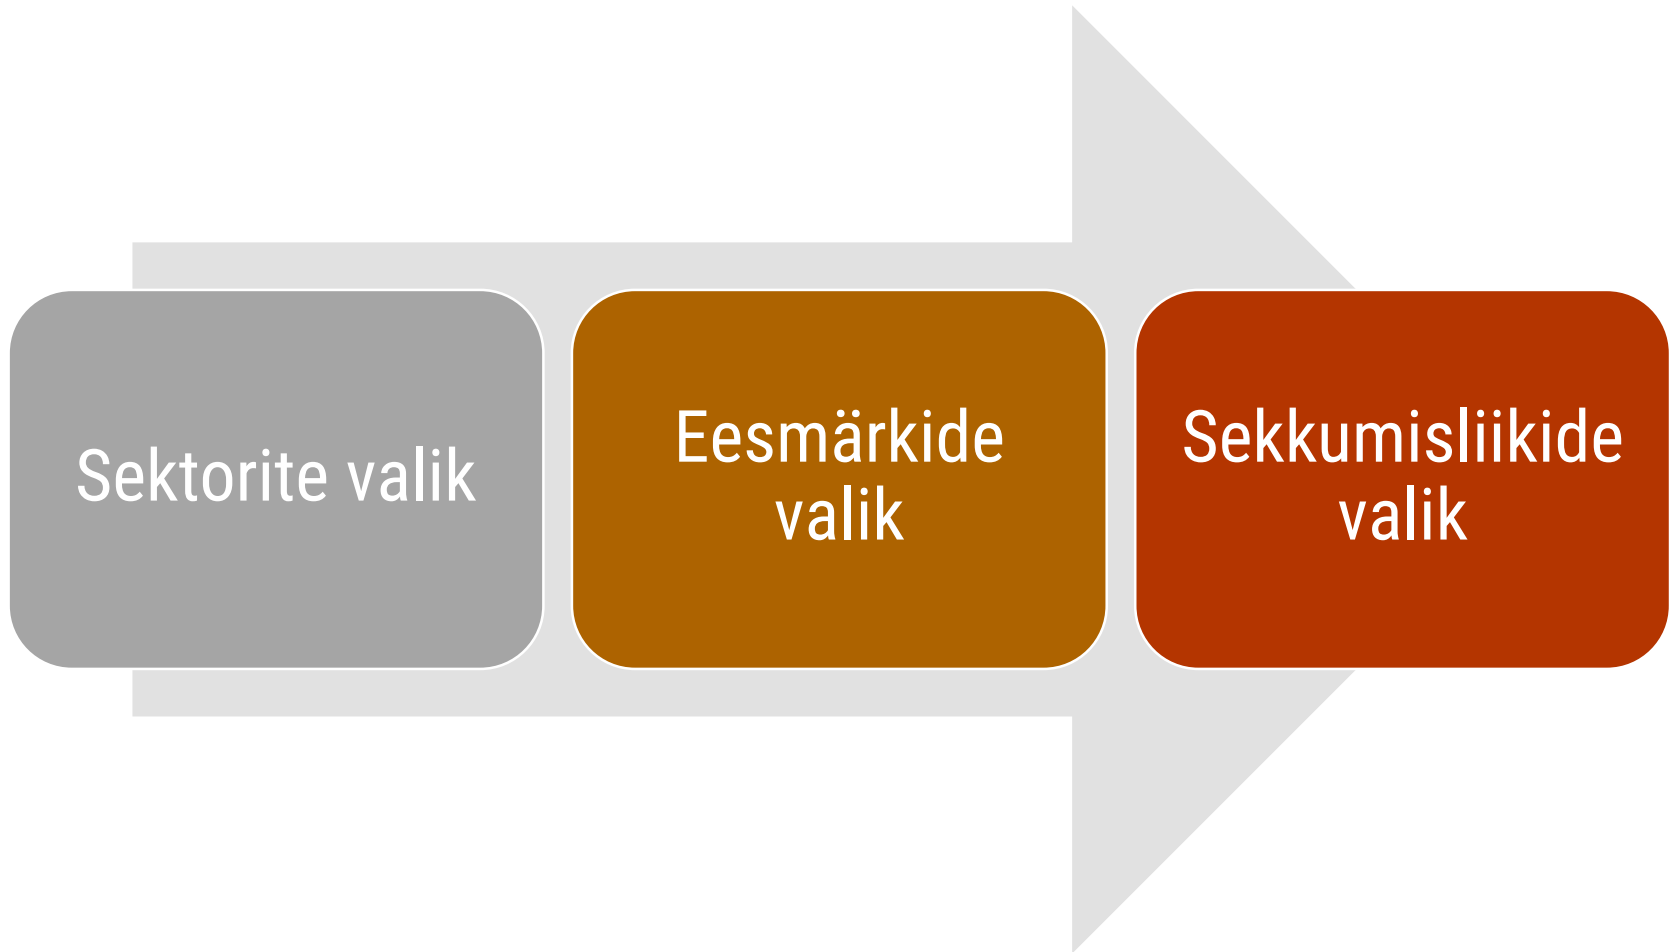 Sektorite valik
Eesmärkide
valik
Sekkumisliikide
valik